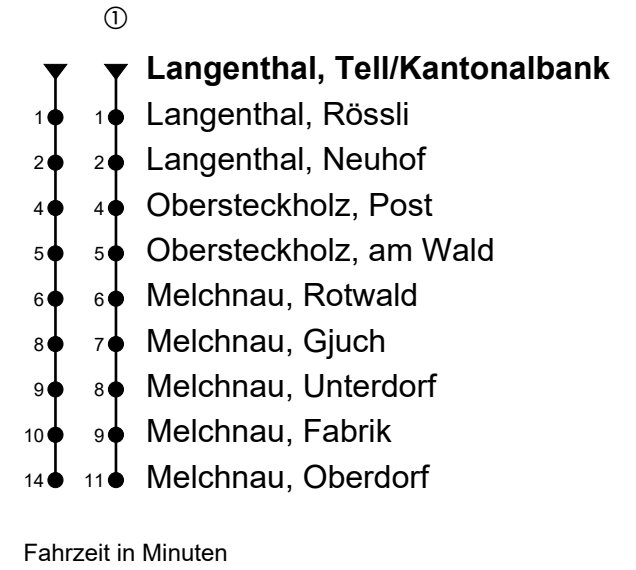 ①
Langenthal, Tell/Kantonalbank
1 1 Langenthal, Rössli
2 2 Langenthal, Neuhof
4 4 Obersteckholz, Post
5 5 Obersteckholz, am Wald
6 6 Melchnau, Rotwald
8 7 Melchnau, Gjuch
9 8 Melchnau, Unterdorf
10 9 Melchnau, Fabrik
14 11 Melchnau, Oberdorf
Fahrzeit in Minuten